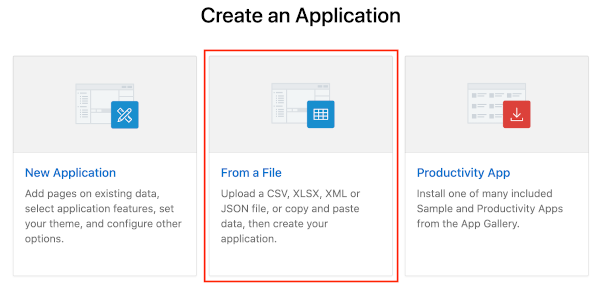 Create an Application
New Application
Add pages on existing data,
select application features, set
your theme, and configure other
options.
From a File
Upload a CSV, XLSX, XML or
JSON file, or copy and paste
data, then create your
application.
Productivity App
Install one of many included
Sample and Productivity Apps
from the App Gallery.